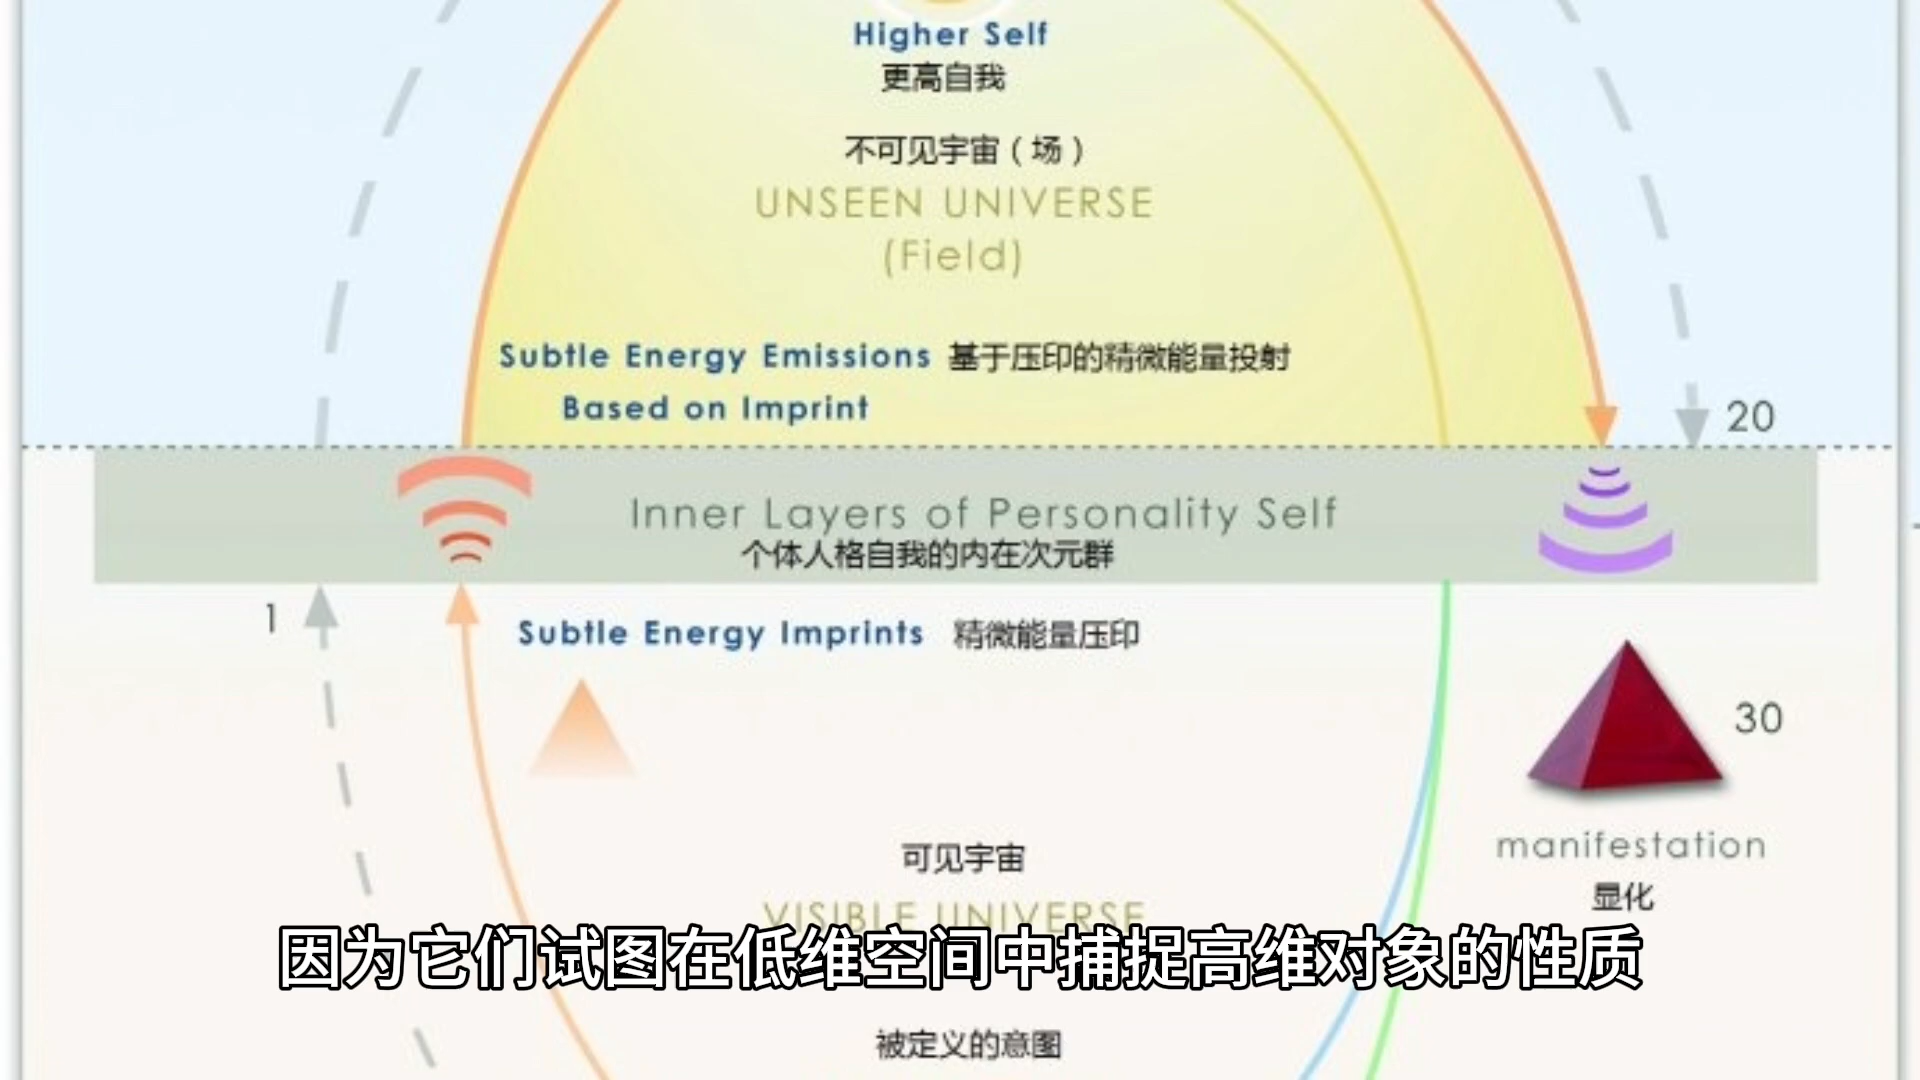 Higher Self
更高自我
不可见宇宙（场）
UNSEEN UNIVERSE
(Field)
Subtle Energy Emissions 基于压印的精微能量投射
Based on Imprint
20
Inner Layers of Personality Self
个体人格自我的内在次元群
1
Subtle Energy Imprints 精微能量压印
30
manifestation
显化
可见宇宙
VISIBLE UNIVERSE
因为它们试图在低维空间中捕捉高维对象的性质
被定义的意图